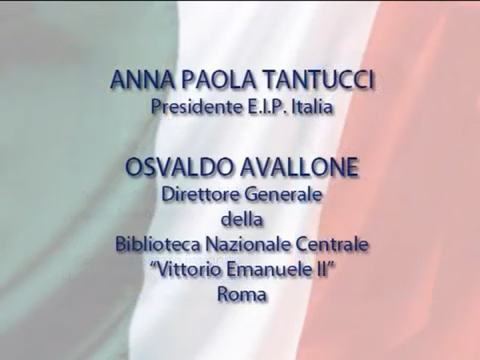 ANNA PAOLA TANTUCCI
Presidente E.I.P. Italia
OSVALDO AVALLONE
Direttore Generale
della
Biblioteca Nazionale Centrale
“Vittorio Emanuele II”
Roma